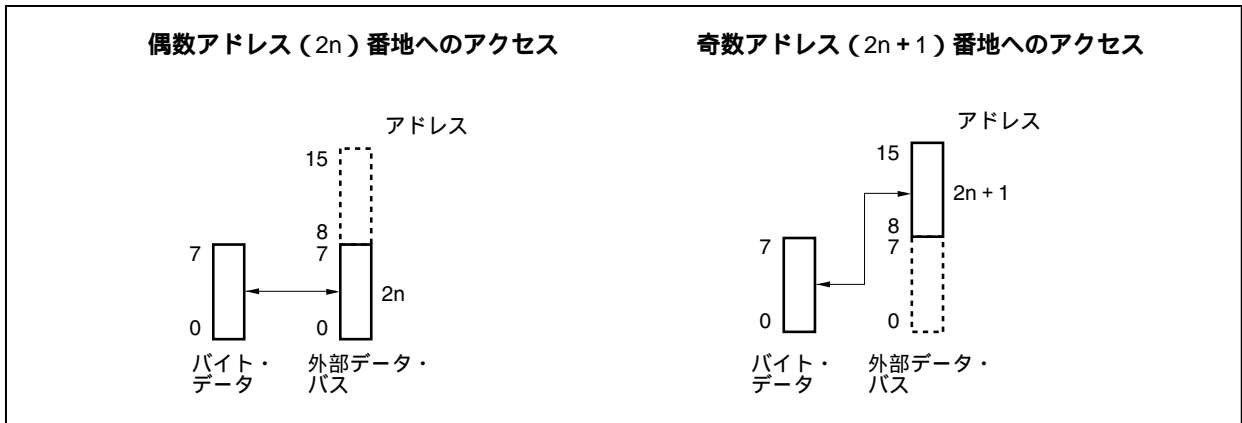 偶数アドレス（2n）番地へのアクセス
アドレス
15
8
7
7
2n
0
0
バイト・
データ
外部データ・
バス
奇数アドレス（2n + 1）番地へのアクセス
アドレス
15
2n + 1
8
7
7
0
0
バイト・
データ
外部データ・
バス